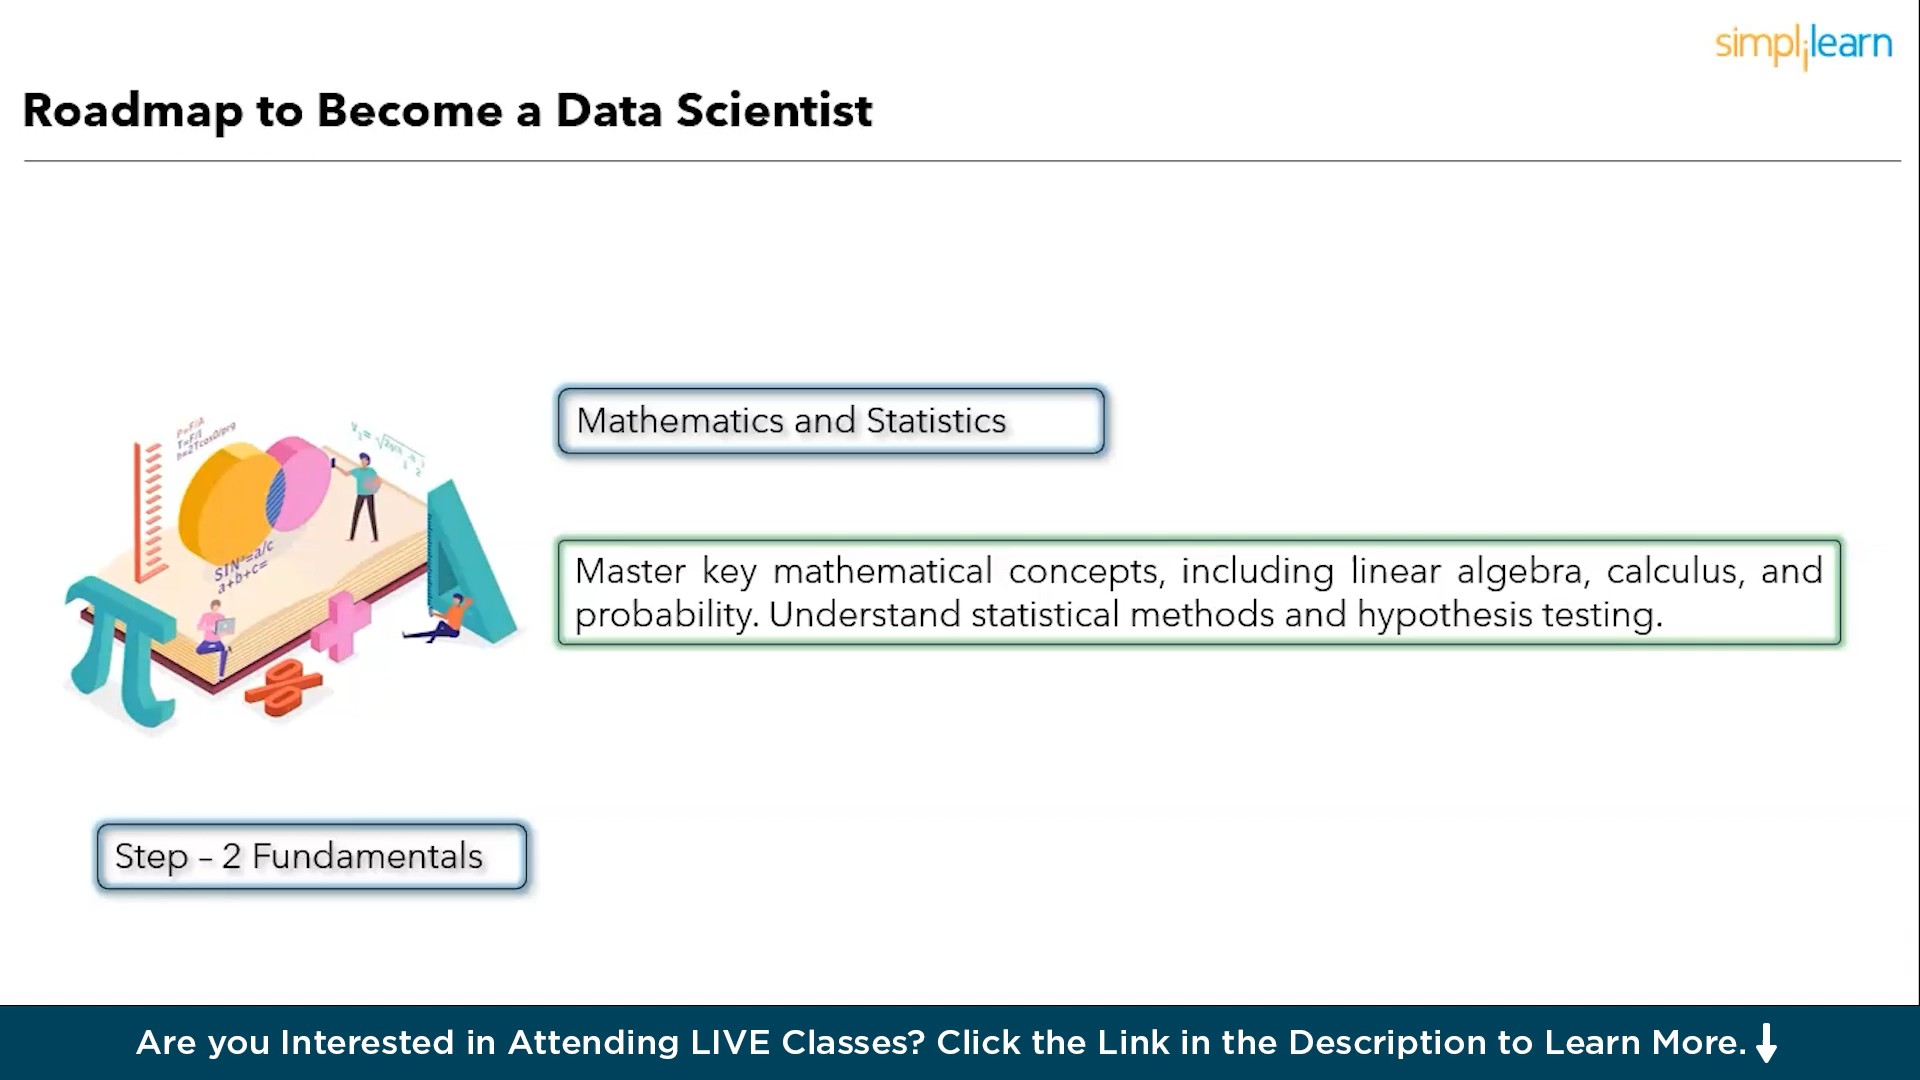 simplilearn
Roadmap to Become a Data Scientist
Mathematics and Statistics
P=F/A
T=F/l
Master key mathematical concepts, including linear algebra, calculus, and
probability. Understand statistical methods and hypothesis testing.
a+b+c=
π
%
Step – 2 Fundamentals
Are you Interested in Attending LIVE Classes? Click the Link in the Description to Learn More.